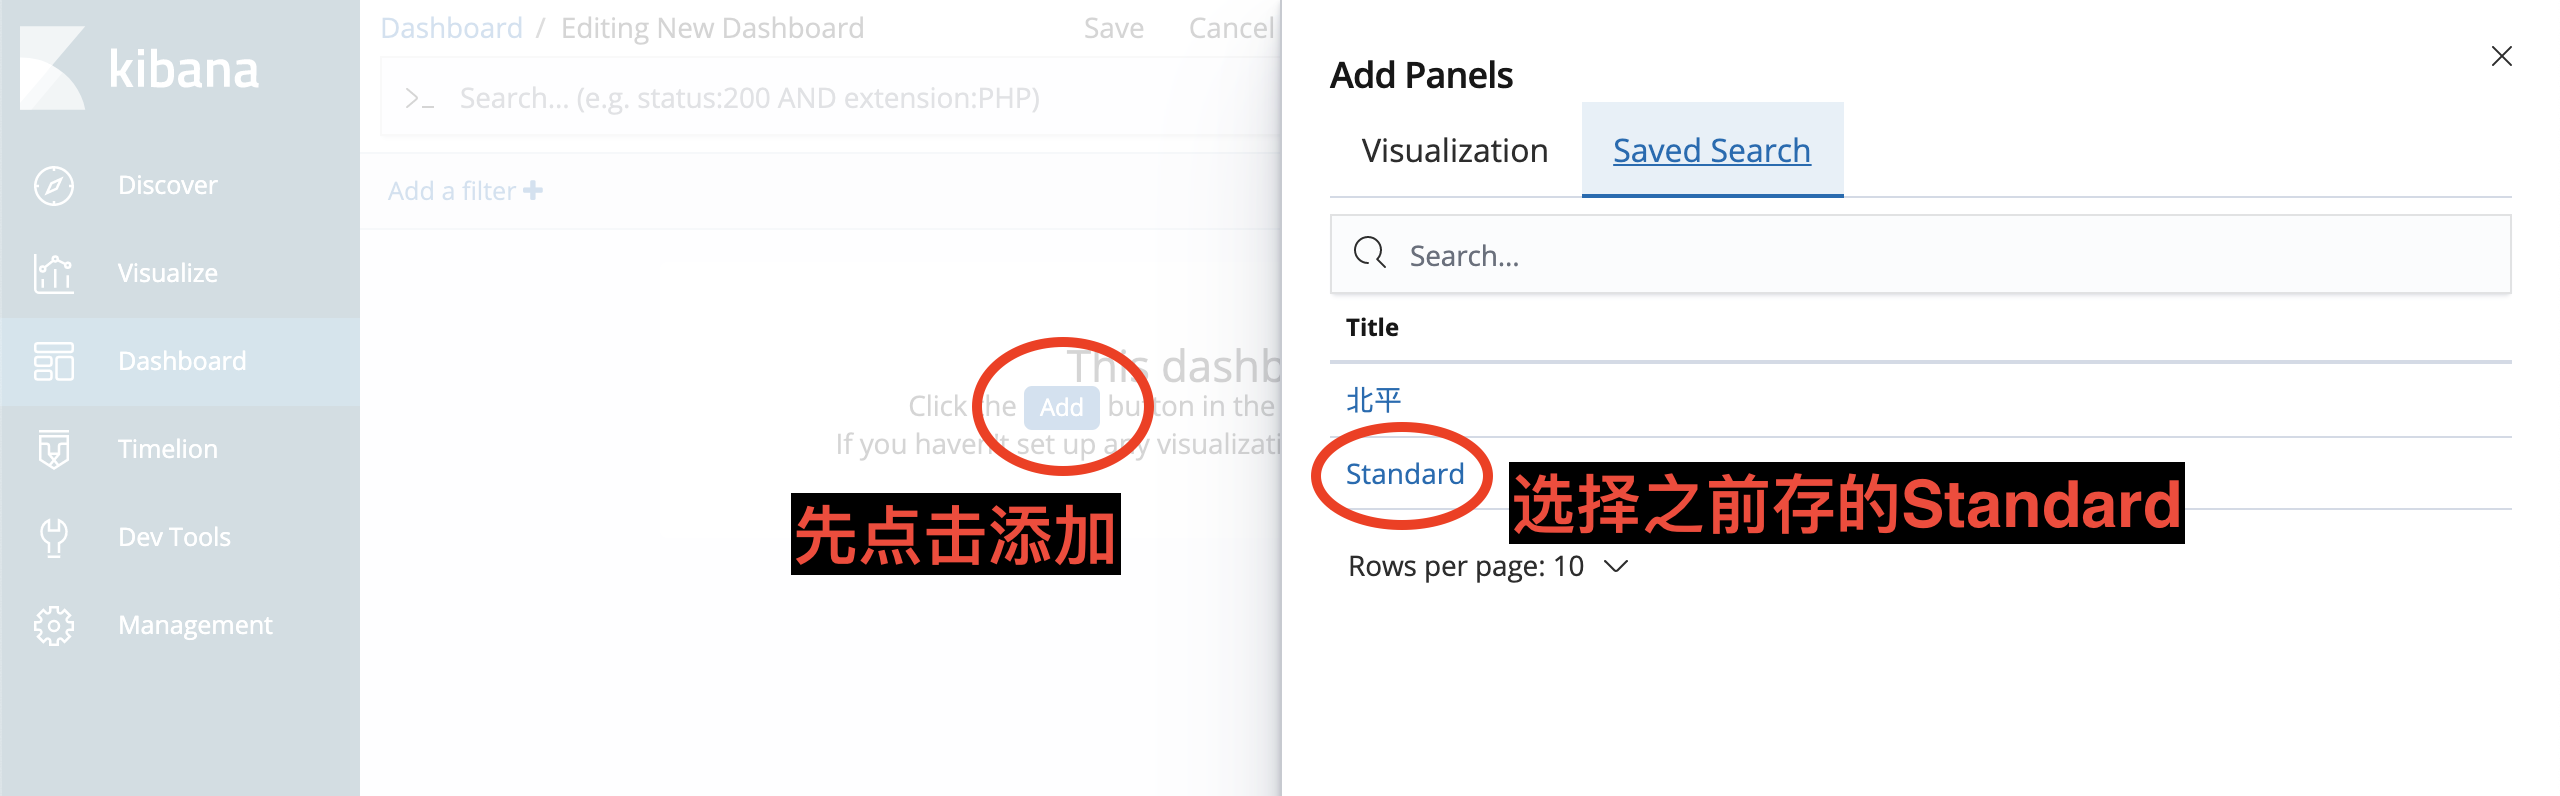 kibana
Discover
Visualize
Dashboard
Timelion
Dev Tools
Management
Dashboard / Editing New Dashboard
Save Cancel
>_ Search... (e.g. status:200 AND extension:PHP)
Add a filter +
This dashb
Click the Add button in the
If you haven't set up any visualizati
先点击添加
Add Panels
Visualization Saved Search
Search...
Title
北平
Standard
选择之前存的Standard
Rows per page: 10